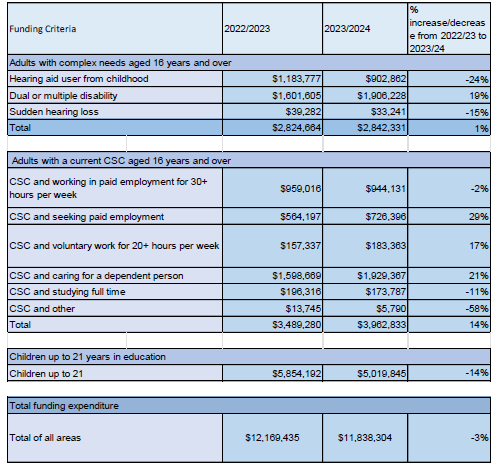 Funding Criteria 2022/2023 2023/2024 % increase/decreas e from 2022/23 to 2023/24
Adults with complex needs aged 16 years and over
Hearing aid user from childhood $1,183,777 $902,862 -24%
Dual or multiple disability $1,601,605 $1,906,228 19%
Sudden hearing loss $39,282 $33,241 -15%
Total $2,824,664 $2,842,331 1%
Adults with a current CSC aged 16 years and over
CSC and working in paid employment for 30+ hours per week $959,016 $944,131 -2%
CSC and seeking paid employment $564,197 $726,396 29%
CSC and voluntary work for 20+ hours per week $157,337 $183,363 17%
CSC and caring for a dependent person $1,598,669 $1,929,367 21%
CSC and studying full time $196,316 $173,787 -11%
CSC and other $13,745 $5,790 -58%
Total $3,489,280 $3,962,833 14%
Children up to 21 years in education
Children up to 21 $5,854,192 $5,019,845 -14%
Total funding expenditure
Total of all areas $12,169,435 $11,838,304 -3%